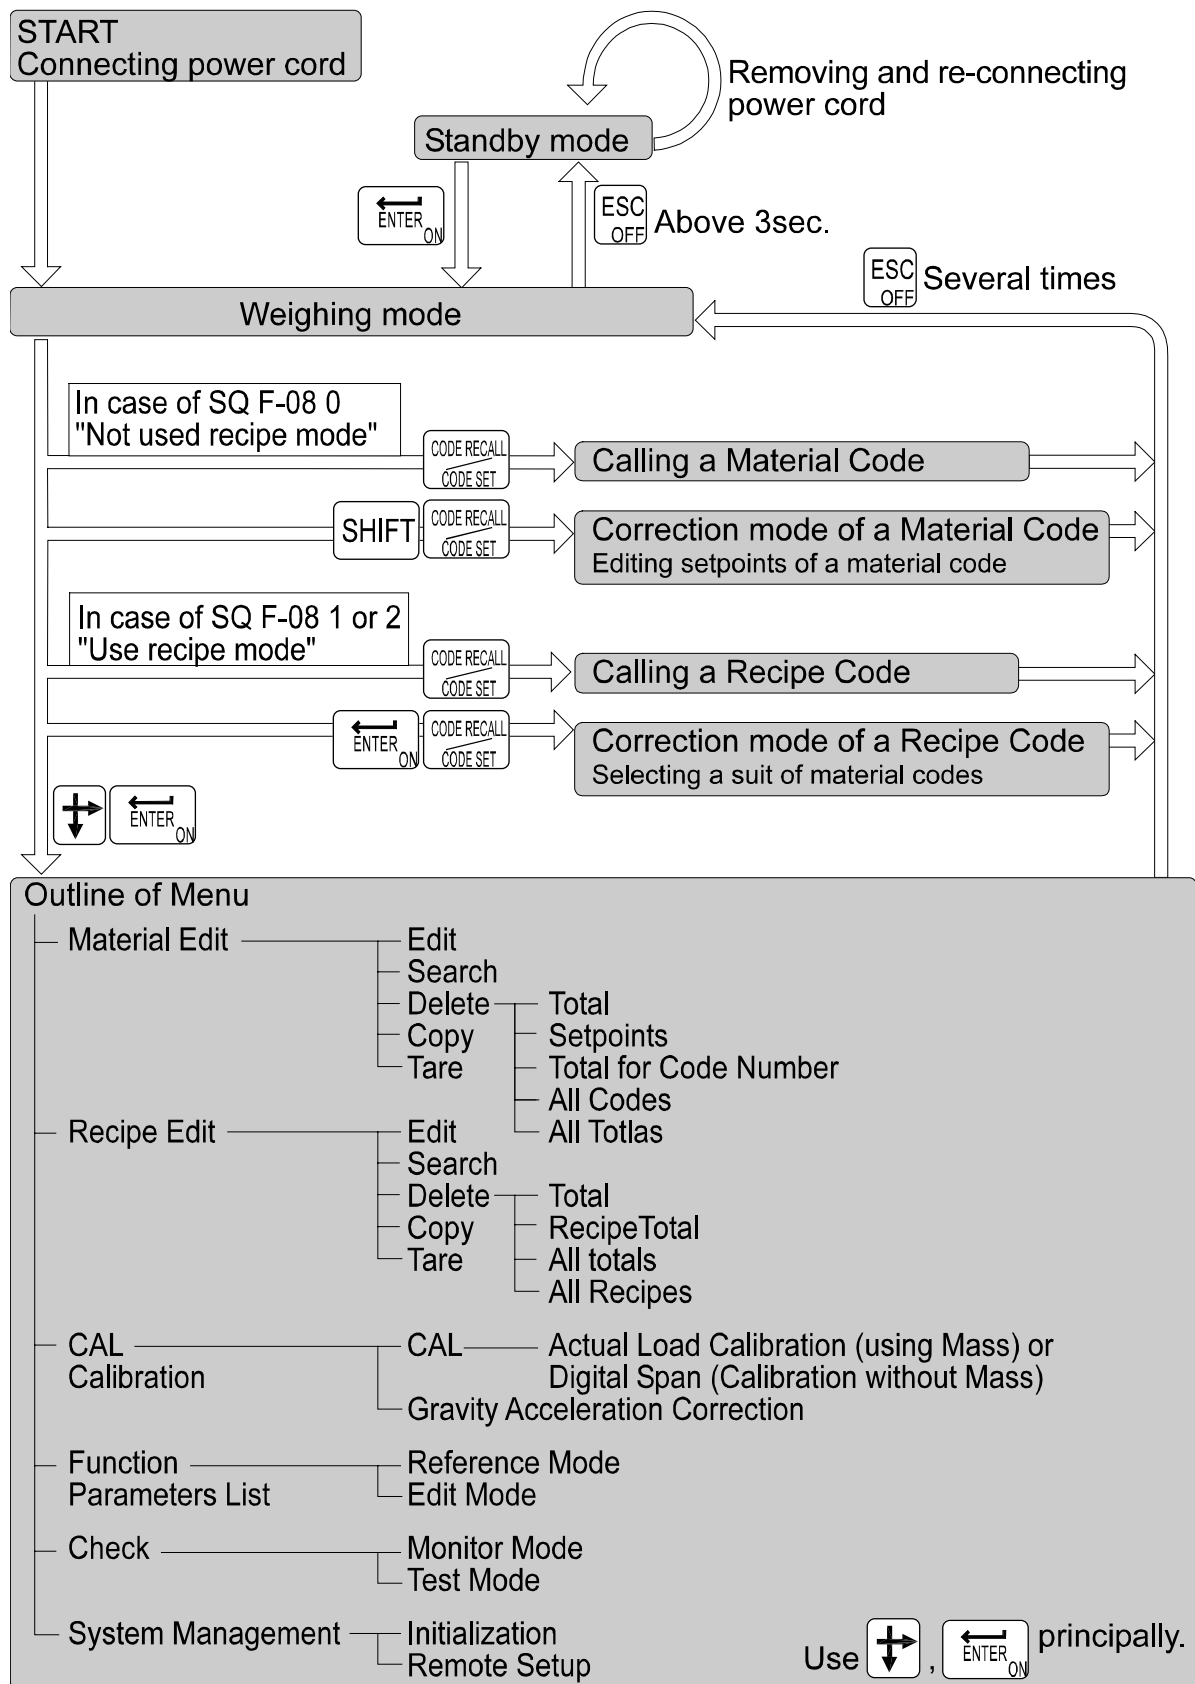 START
Connecting power cord
Removing and re-connecting
power cord
Standby mode
ENTER
ON
ESC
OFF
Above 3sec.
ESC
OFF
Several times
Weighing mode
In case of SQ F-08 0
"Not used recipe mode"
CODE RECALL
CODE SET
Calling a Material Code
SHIFT
CODE RECALL
CODE SET
Correction mode of a Material Code
Editing setpoints of a material code
In case of SQ F-08 1 or 2
"Use recipe mode"
CODE RECALL
CODE SET
Calling a Recipe Code
ENTER
ON
CODE RECALL
CODE SET
Correction mode of a Recipe Code
Selecting a suit of material codes
ENTER
ON
Outline of Menu
Material Edit
Edit
Search
Delete
Copy
Tare
Total
Setpoints
Total for Code Number
All Codes
All Totlas
Recipe Edit
Edit
Search
Delete
Copy
Tare
Total
RecipeTotal
All totals
All Recipes
CAL
Calibration
CAL
Actual Load Calibration (using Mass) or
Digital Span (Calibration without Mass)
Gravity Acceleration Correction
Function
Parameters List
Reference Mode
Edit Mode
Check
Monitor Mode
Test Mode
System Management
Initialization
Remote Setup
Use , ENTER ON principally.